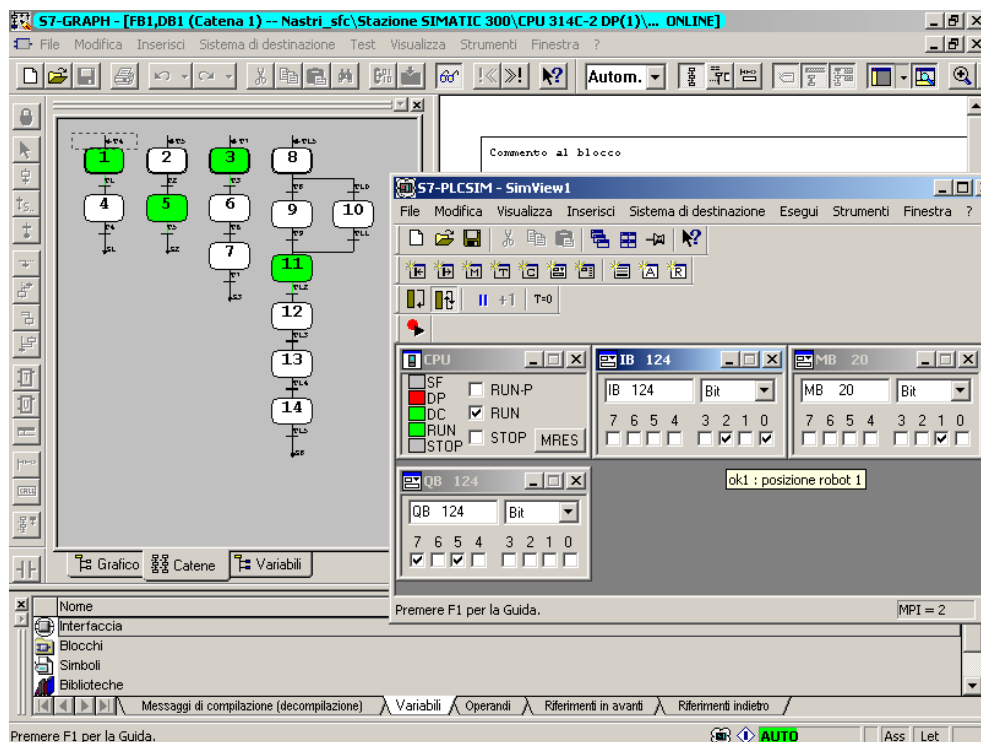 S7-GRAPH - [FB1,DB1 (Catena 1) -- Nastri_sfc\Stazione SIMATIC 300\CPU 314C-2 DP(1)\... ONLINE]
File Modifica Inserisci Sistema di destinazione Test Visualizza Strumenti Finestra ?
Autom.
Commento al blocco
1 2 3 8
4 5 6 9 10
7 11
12
13
14
Grafico Catene Variabili
S7-PLCSIM - SimView1
File Modifica Visualizza Inserisci Sistema di destinazione Esegui Strumenti Finestra ?
+1 T=0
CPU
SF
DP
DC
RUN
STOP
RUN-P
RUN
STOP
MRES
IB 124
IB 124 Bit
7 6 5 4 3 2 1 0
MB 20
MB 20 Bit
7 6 5 4 3 2 1 0
ok1 : posizione robot 1
QB 124
QB 124 Bit
7 6 5 4 3 2 1 0
Premere F1 per la Guida. MPI = 2
Nome
Interfaccia
Blocchi
Simboli
Biblioteche
Messaggi di compilazione (decompilazione) Variabili Operandi Riferimenti in avanti Riferimenti indietro
Premere F1 per la Guida. AUTO Ass Let